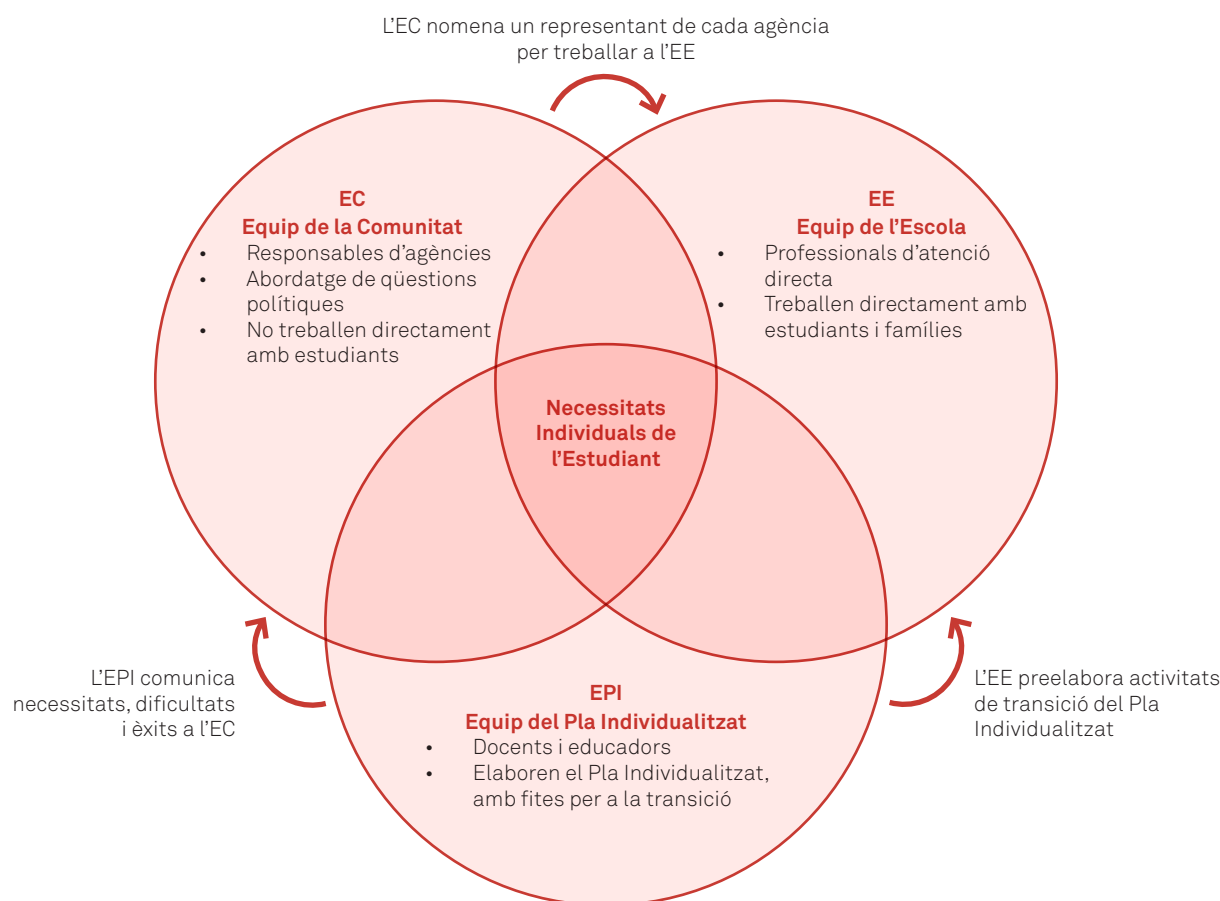 L'EC nomena un representant de cada agència
per treballar a l'EE
EC
Equip de la Comunitat
• Responsables d'agències
• Abordatge de qüestions
polítiques
• No treballen directament
amb estudiants
EE
Equip de l'Escola
• Professionals d'atenció
directa
• Treballen directament amb
estudiants i famílies
Necessitats
Individuals de
l'Estudiant
L'EPI comunica
necessitats, dificultats
i èxits a l'EC
EPI
Equip del Pla Individualitzat
• Docents i educadors
• Elaboren el Pla Individualitzat,
amb fites per a la transició
L'EE preelabora activitats
de transició del Pla
Individualitzat